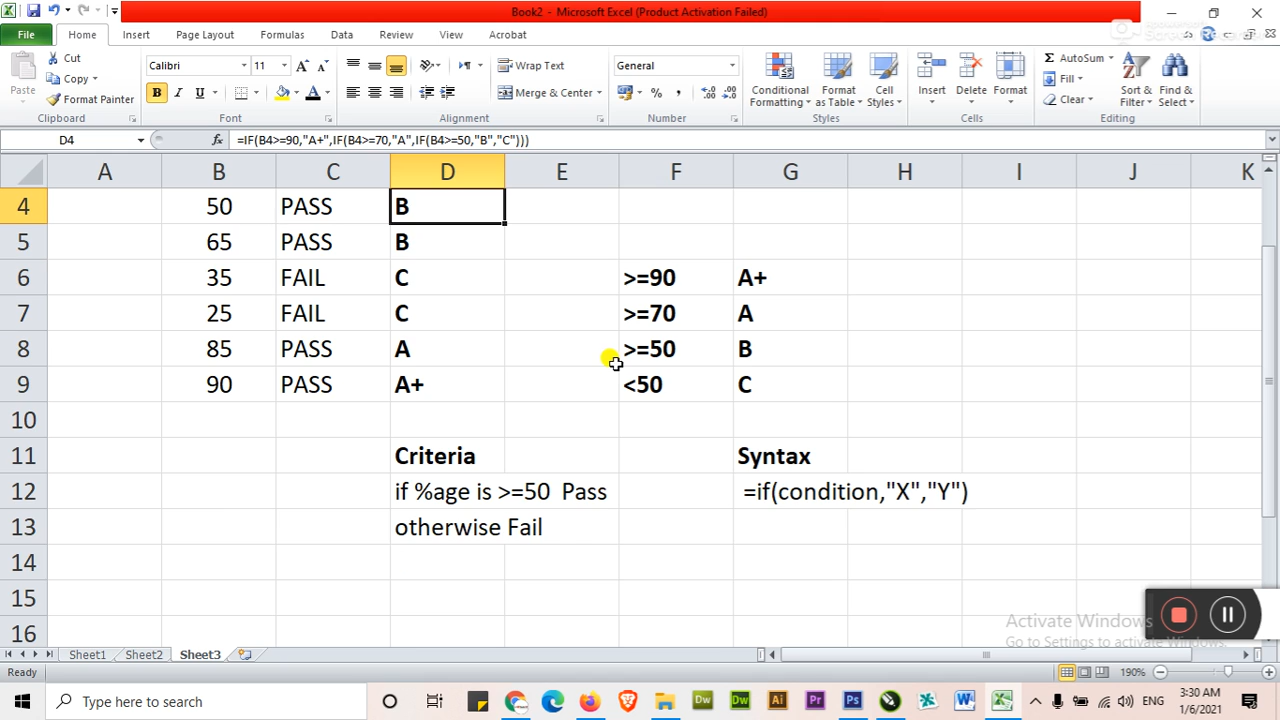 Book2 - Microsoft Excel (Product Activation Failed)
File Home Insert Page Layout Formulas Data Review View Acrobat
Paste
Cut
Copy
Format Painter
Clipboard
Calibri 11
B I U
Font
Wrap Text
Merge & Center
Alignment
General
Number
Conditional Formatting
Format as Table
Cell Styles
Styles
Insert Delete Format
Cells
AutoSum
Fill
Clear
Sort & Filter
Find & Select
Editing
D4 fx =IF(B4>=90,"A+",IF(B4>=70,"A",IF(B4>=50,"B","C")))
A B C D E F G H I J K
4 50 PASS B
5 65 PASS B
6 35 FAIL C >=90 A+
7 25 FAIL C >=70 A
8 85 PASS A >=50 B
9 90 PASS A+ <50 C
10
11 Criteria Syntax
12 if %age is >=50 Pass =if(condition,"X","Y")
13 otherwise Fail
14
15
16
Activate Windows
Go to Settings to activate Windows.
Sheet1 Sheet2 Sheet3
Ready 190%
Type here to search
Dw Dw Ai Pr Ps
ENG
3:30 AM
1/6/2021